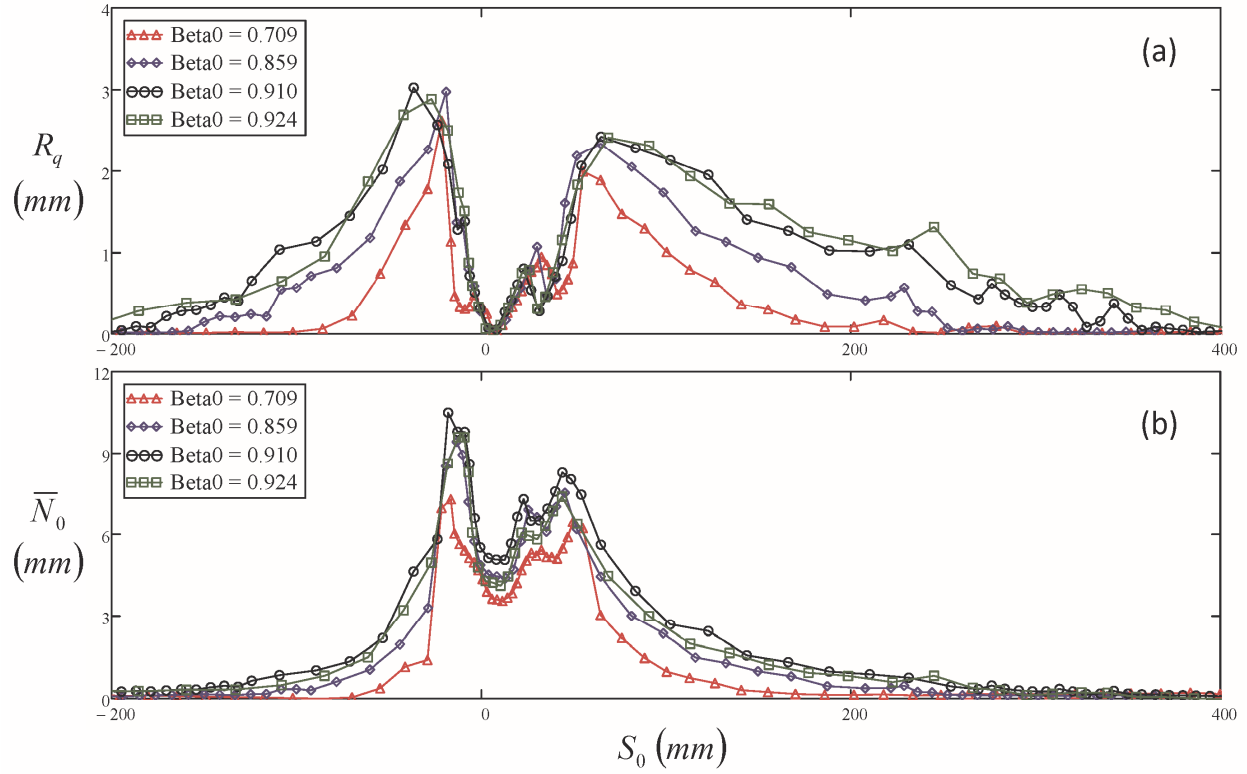 4
3
2
1
0
R_q
(mm)
Beta0 = 0.709
Beta0 = 0.859
Beta0 = 0.910
Beta0 = 0.924
(a)
−200 0 200 400
12
9
6
3
0
N̅_0
(mm)
Beta0 = 0.709
Beta0 = 0.859
Beta0 = 0.910
Beta0 = 0.924
(b)
−200 0 200 400
S_0 (mm)